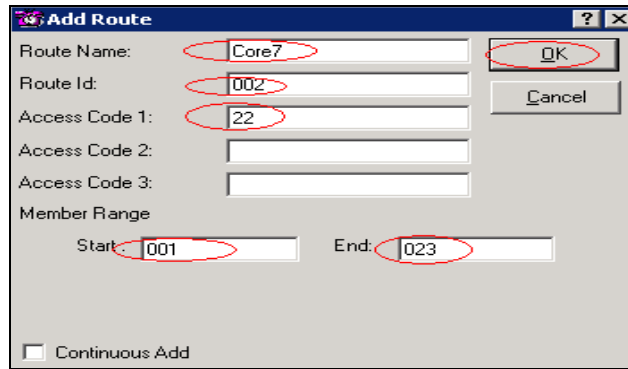 Add Route
Route Name: Core7
OK
Route Id: 002
Cancel
Access Code 1: 22
Access Code 2:
Access Code 3:
Member Range
Start: 001 End: 023
Continuous Add